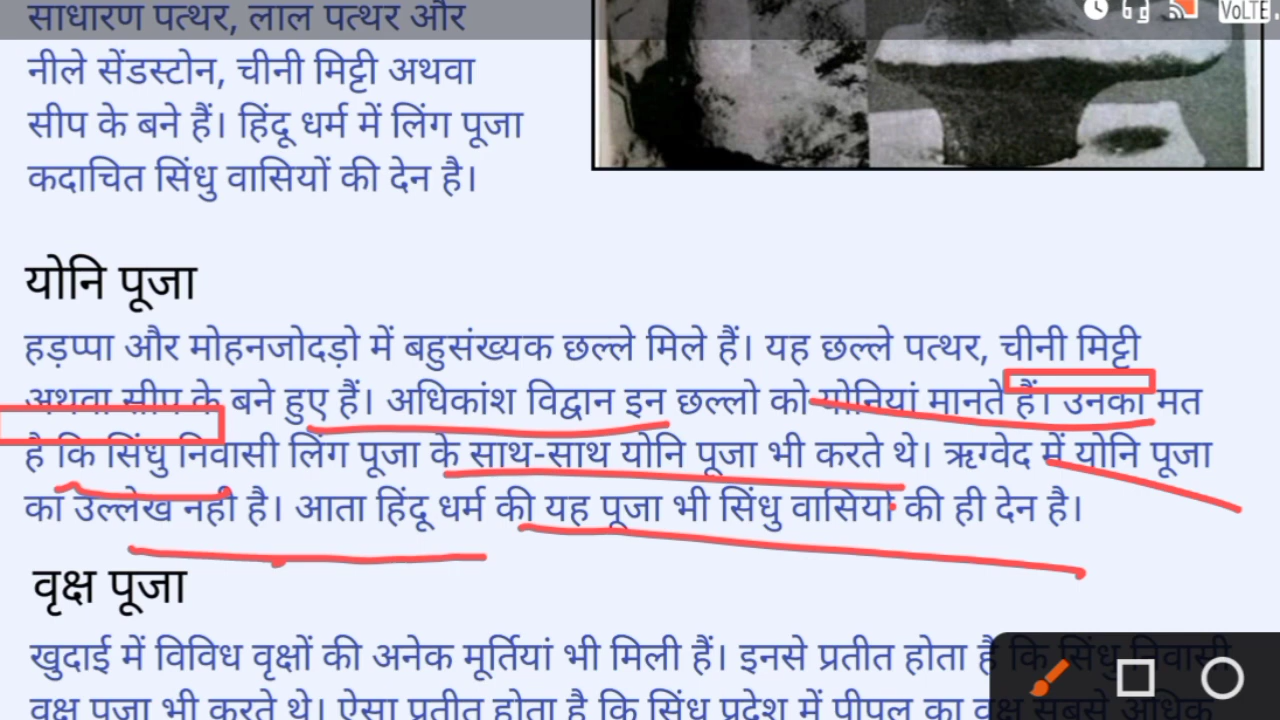 साधारण पत्थर, लाल पत्थर और
VoLTE
नीले सेंडस्टोन, चीनी मिट्टी अथवा
सीप के बने हैं। हिंदू धर्म में लिंग पूजा
कदाचित सिंधु वासियों की देन है।
योनि पूजा
हड़प्पा और मोहनजोदड़ो में बहुसंख्यक छल्ले मिले हैं। यह छल्ले पत्थर, चीनी मिट्टी
अथवा सीप के बने हुए हैं। अधिकांश विद्वान इन छल्लो को योनियां मानते हैं। उनका मत
है कि सिंधु निवासी लिंग पूजा के साथ-साथ योनि पूजा भी करते थे। ऋग्वेद में योनि पूजा
का उल्लेख नही है। आता हिंदू धर्म की यह पूजा भी सिंधु वासियो की ही देन है।
वृक्ष पूजा
खुदाई में विविध वृक्षों की अनेक मूर्तियां भी मिली हैं। इनसे प्रतीत होता है कि सिंधु निवासी
वृक्ष पूजा भी करते थे। ऐसा प्रतीत होता है कि सिंधु प्रदेश में पीपल का वृक्ष सबसे अधिक